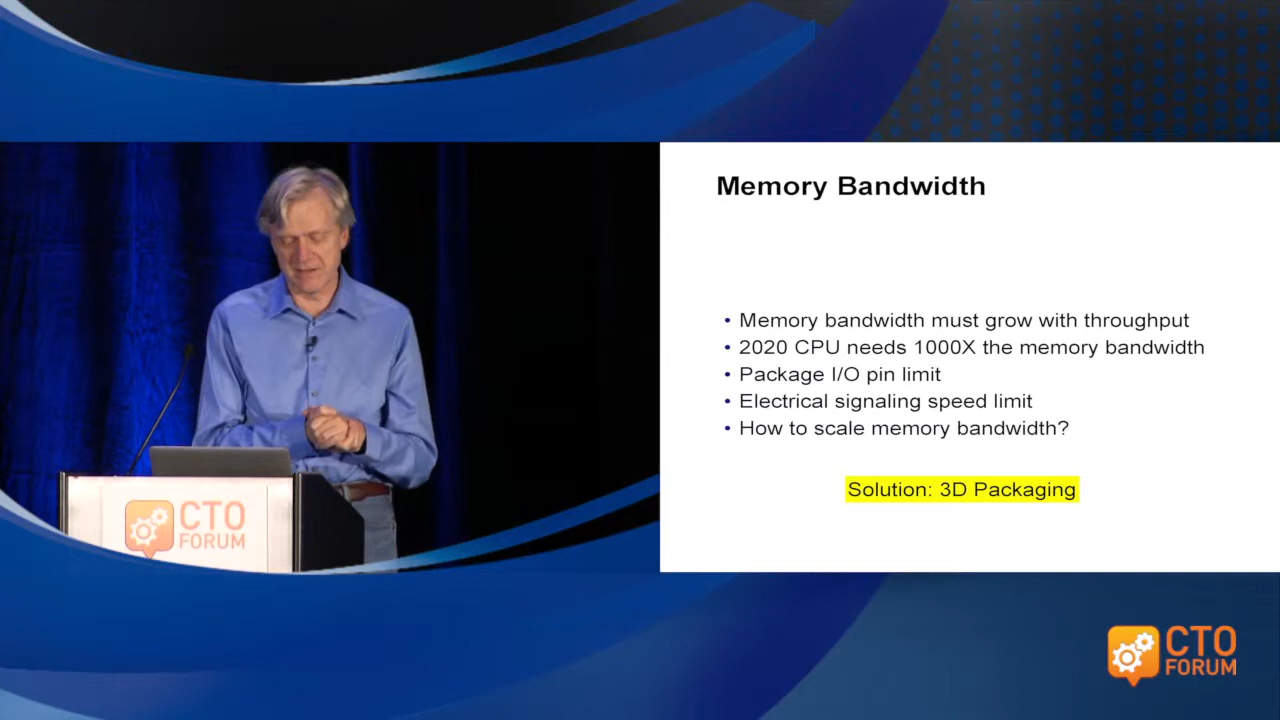 Memory Bandwidth
• Memory bandwidth must grow with throughput
• 2020 CPU needs 1000X the memory bandwidth
• Package I/O pin limit
• Electrical signaling speed limit
• How to scale memory bandwidth?
Solution: 3D Packaging
CTO
FORUM
CTO
FORUM